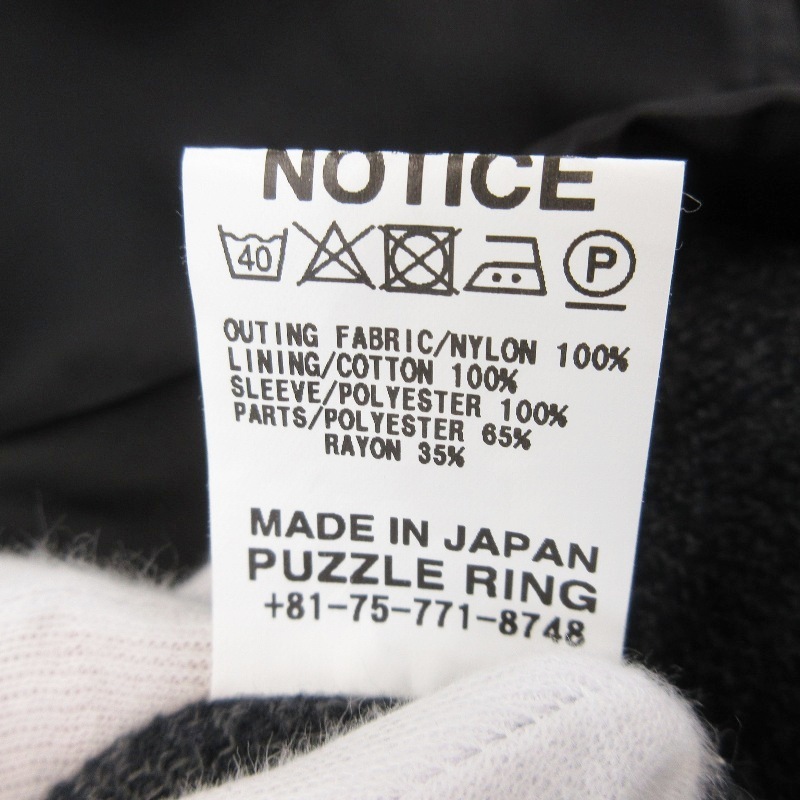 NOTICE
40 P
OUTING FABRIC/NYLON 100%
LINING/COTTON 100%
SLEEVE/POLYESTER 100%
PARTS/POLYESTER 65%
RAYON 35%
MADE IN JAPAN
PUZZLE RING
+81-75-771-8748